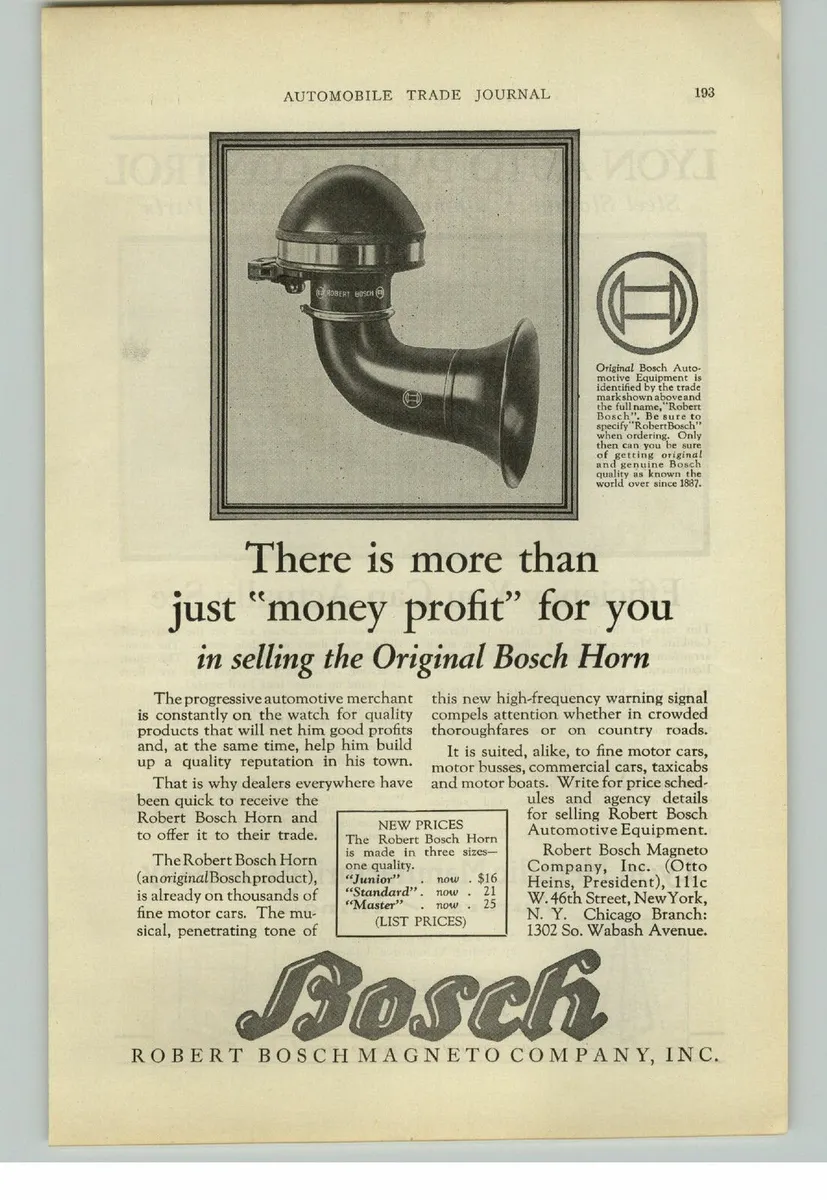 AUTOMOBILE TRADE JOURNAL
193
ROBERT BOSCH
Original Bosch Auto-
motive Equipment is
identified by the trade
mark shown above and
the full name, "Robert
Bosch". Be sure to
specify "Robert Bosch"
when ordering. Only
then can you be sure
of getting original
and genuine Bosch
quality as known the
world over since 1887.
There is more than
just "money profit" for you
in selling the Original Bosch Horn
The progressive automotive merchant
is constantly on the watch for quality
products that will net him good profits
and, at the same time, help him build
up a quality reputation in his town.
That is why dealers everywhere have
been quick to receive the
Robert Bosch Horn and
to offer it to their trade.
The Robert Bosch Horn
(an original Bosch product),
is already on thousands of
fine motor cars. The mu-
sical, penetrating tone of
this new high-frequency warning signal
compels attention whether in crowded
thoroughfares or on country roads.
It is suited, alike, to fine motor cars,
motor busses, commercial cars, taxicabs
and motor boats. Write for price sched-
ules and agency details
for selling Robert Bosch
Automotive Equipment.
Robert Bosch Magneto
Company, Inc. (Otto
Heins, President), 111c
W. 46th Street, New York,
N. Y. Chicago Branch:
1302 So. Wabash Avenue.
NEW PRICES
The Robert Bosch Horn
is made in three sizes—
one quality.
"Junior" . now . $16
"Standard" . now . 21
"Master" . now . 25
(LIST PRICES)
Bosch
ROBERT BOSCH MAGNETO COMPANY, INC.